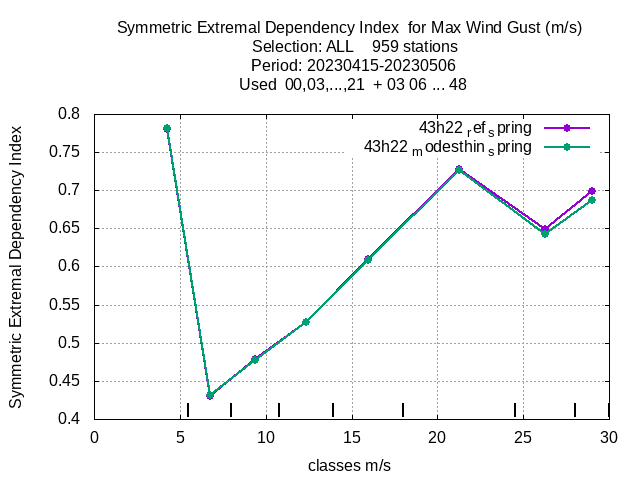 Symmetric Extremal Dependency Index  for Max Wind Gust (m/s)
Selection: ALL    959 stations
Period: 20230415-20230506
Used  00,03,...,21  + 03 06 ... 48
43h22 ref spring
43h22 modesthin spring
Symmetric Extremal Dependency Index
0.8
0.75
0.7
0.65
0.6
0.55
0.5
0.45
0.4
0 5 10 15 20 25 30
classes m/s